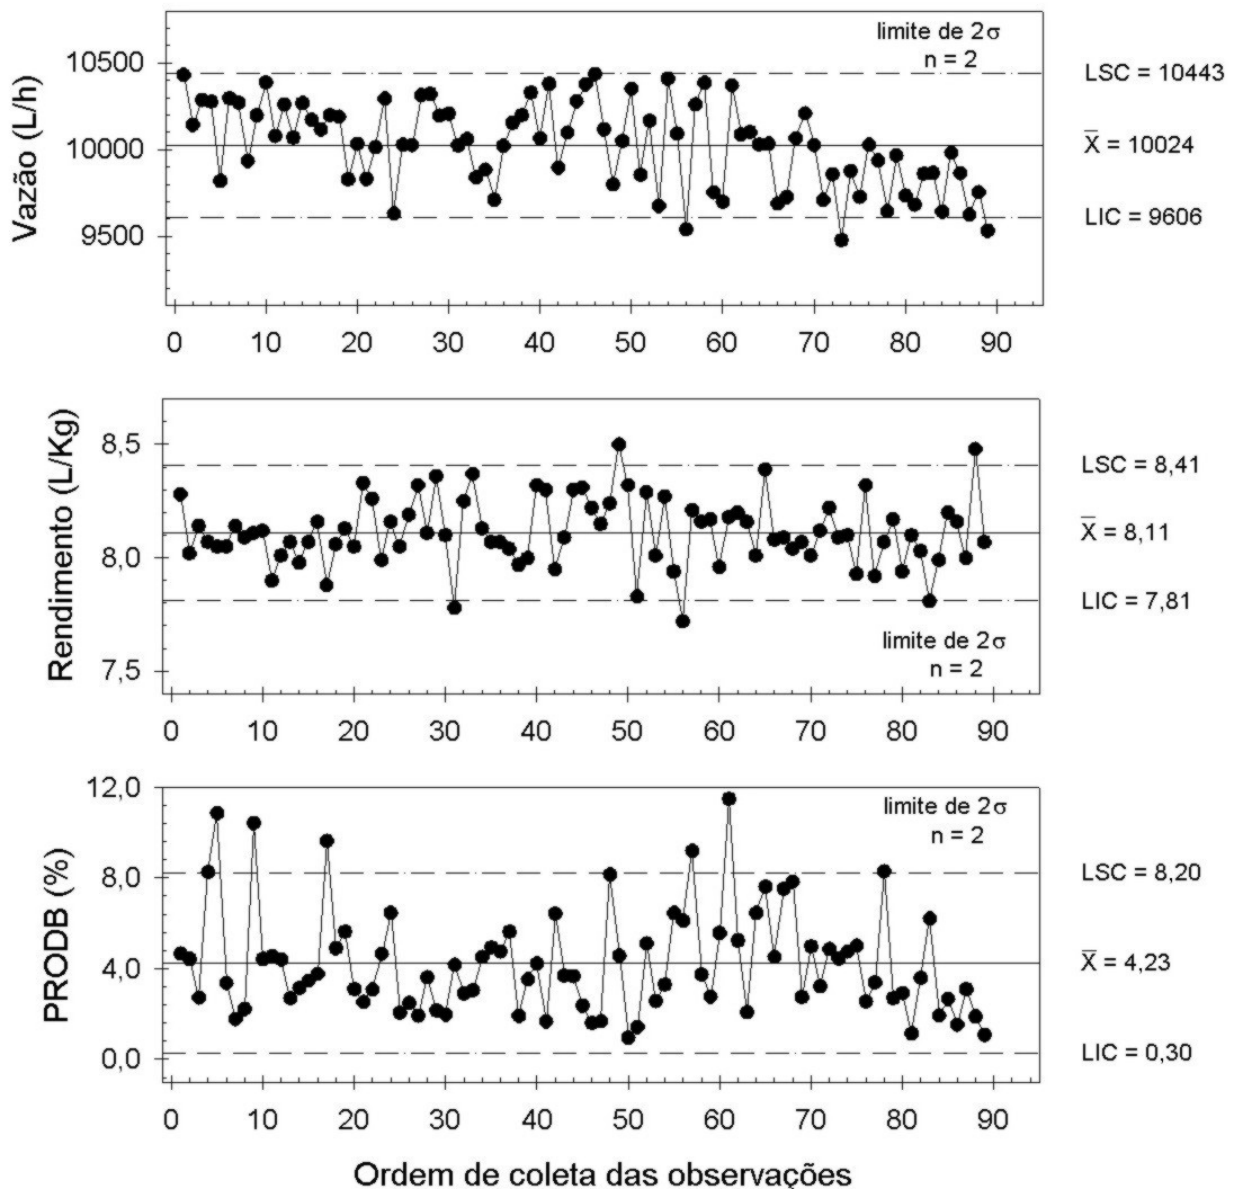 limite de 2σ
n = 2
Vazão (L/h)
10500
10000
9500
LSC = 10443
X̄ = 10024
LIC = 9606
0 10 20 30 40 50 60 70 80 90
Rendimento (L/Kg)
8,5
8,0
7,5
LSC = 8,41
X̄ = 8,11
LIC = 7,81
limite de 2σ
n = 2
0 10 20 30 40 50 60 70 80 90
PRODB (%)
12,0
8,0
4,0
0,0
limite de 2σ
n = 2
LSC = 8,20
X̄ = 4,23
LIC = 0,30
0 10 20 30 40 50 60 70 80 90
Ordem de coleta das observações